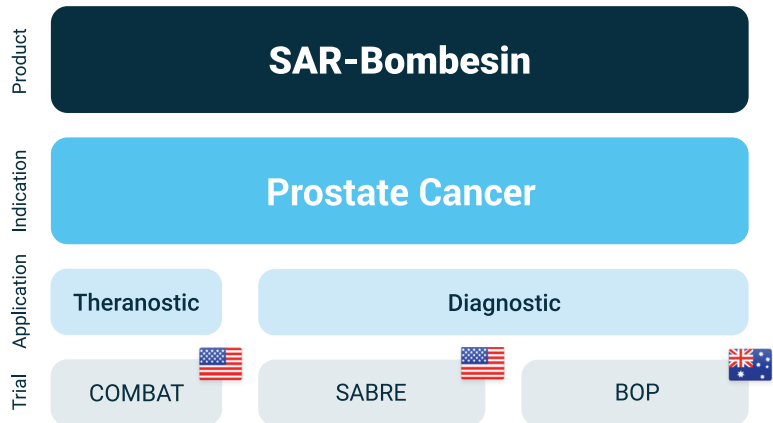 Product
SAR-Bombesin
Indication
Prostate Cancer
Application
Theranostic
Diagnostic
Trial
COMBAT
SABRE
BOP